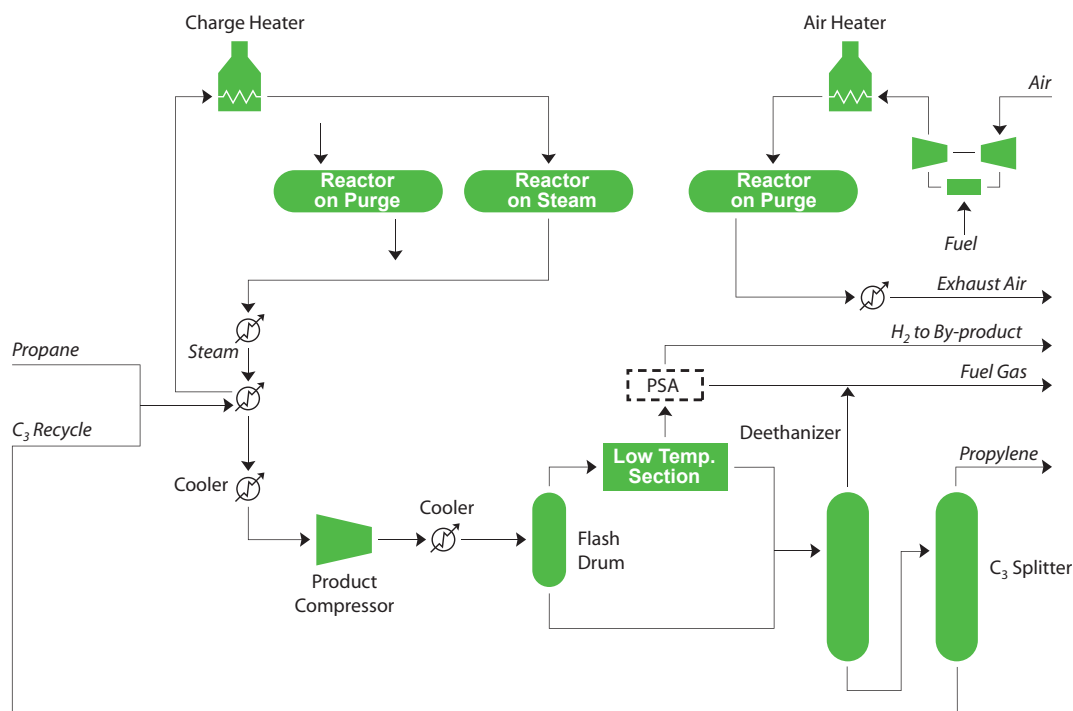 Charge Heater
Air Heater
Air
Reactor
on Purge
Reactor
on Steam
Reactor
on Purge
Fuel
Exhaust Air
H2 to By-product
Steam
Propane
PSA
Fuel Gas
C3 Recycle
Deethanizer
Low Temp.
Section
Propylene
Cooler
Cooler
Flash
Drum
Product
Compressor
C3 Splitter